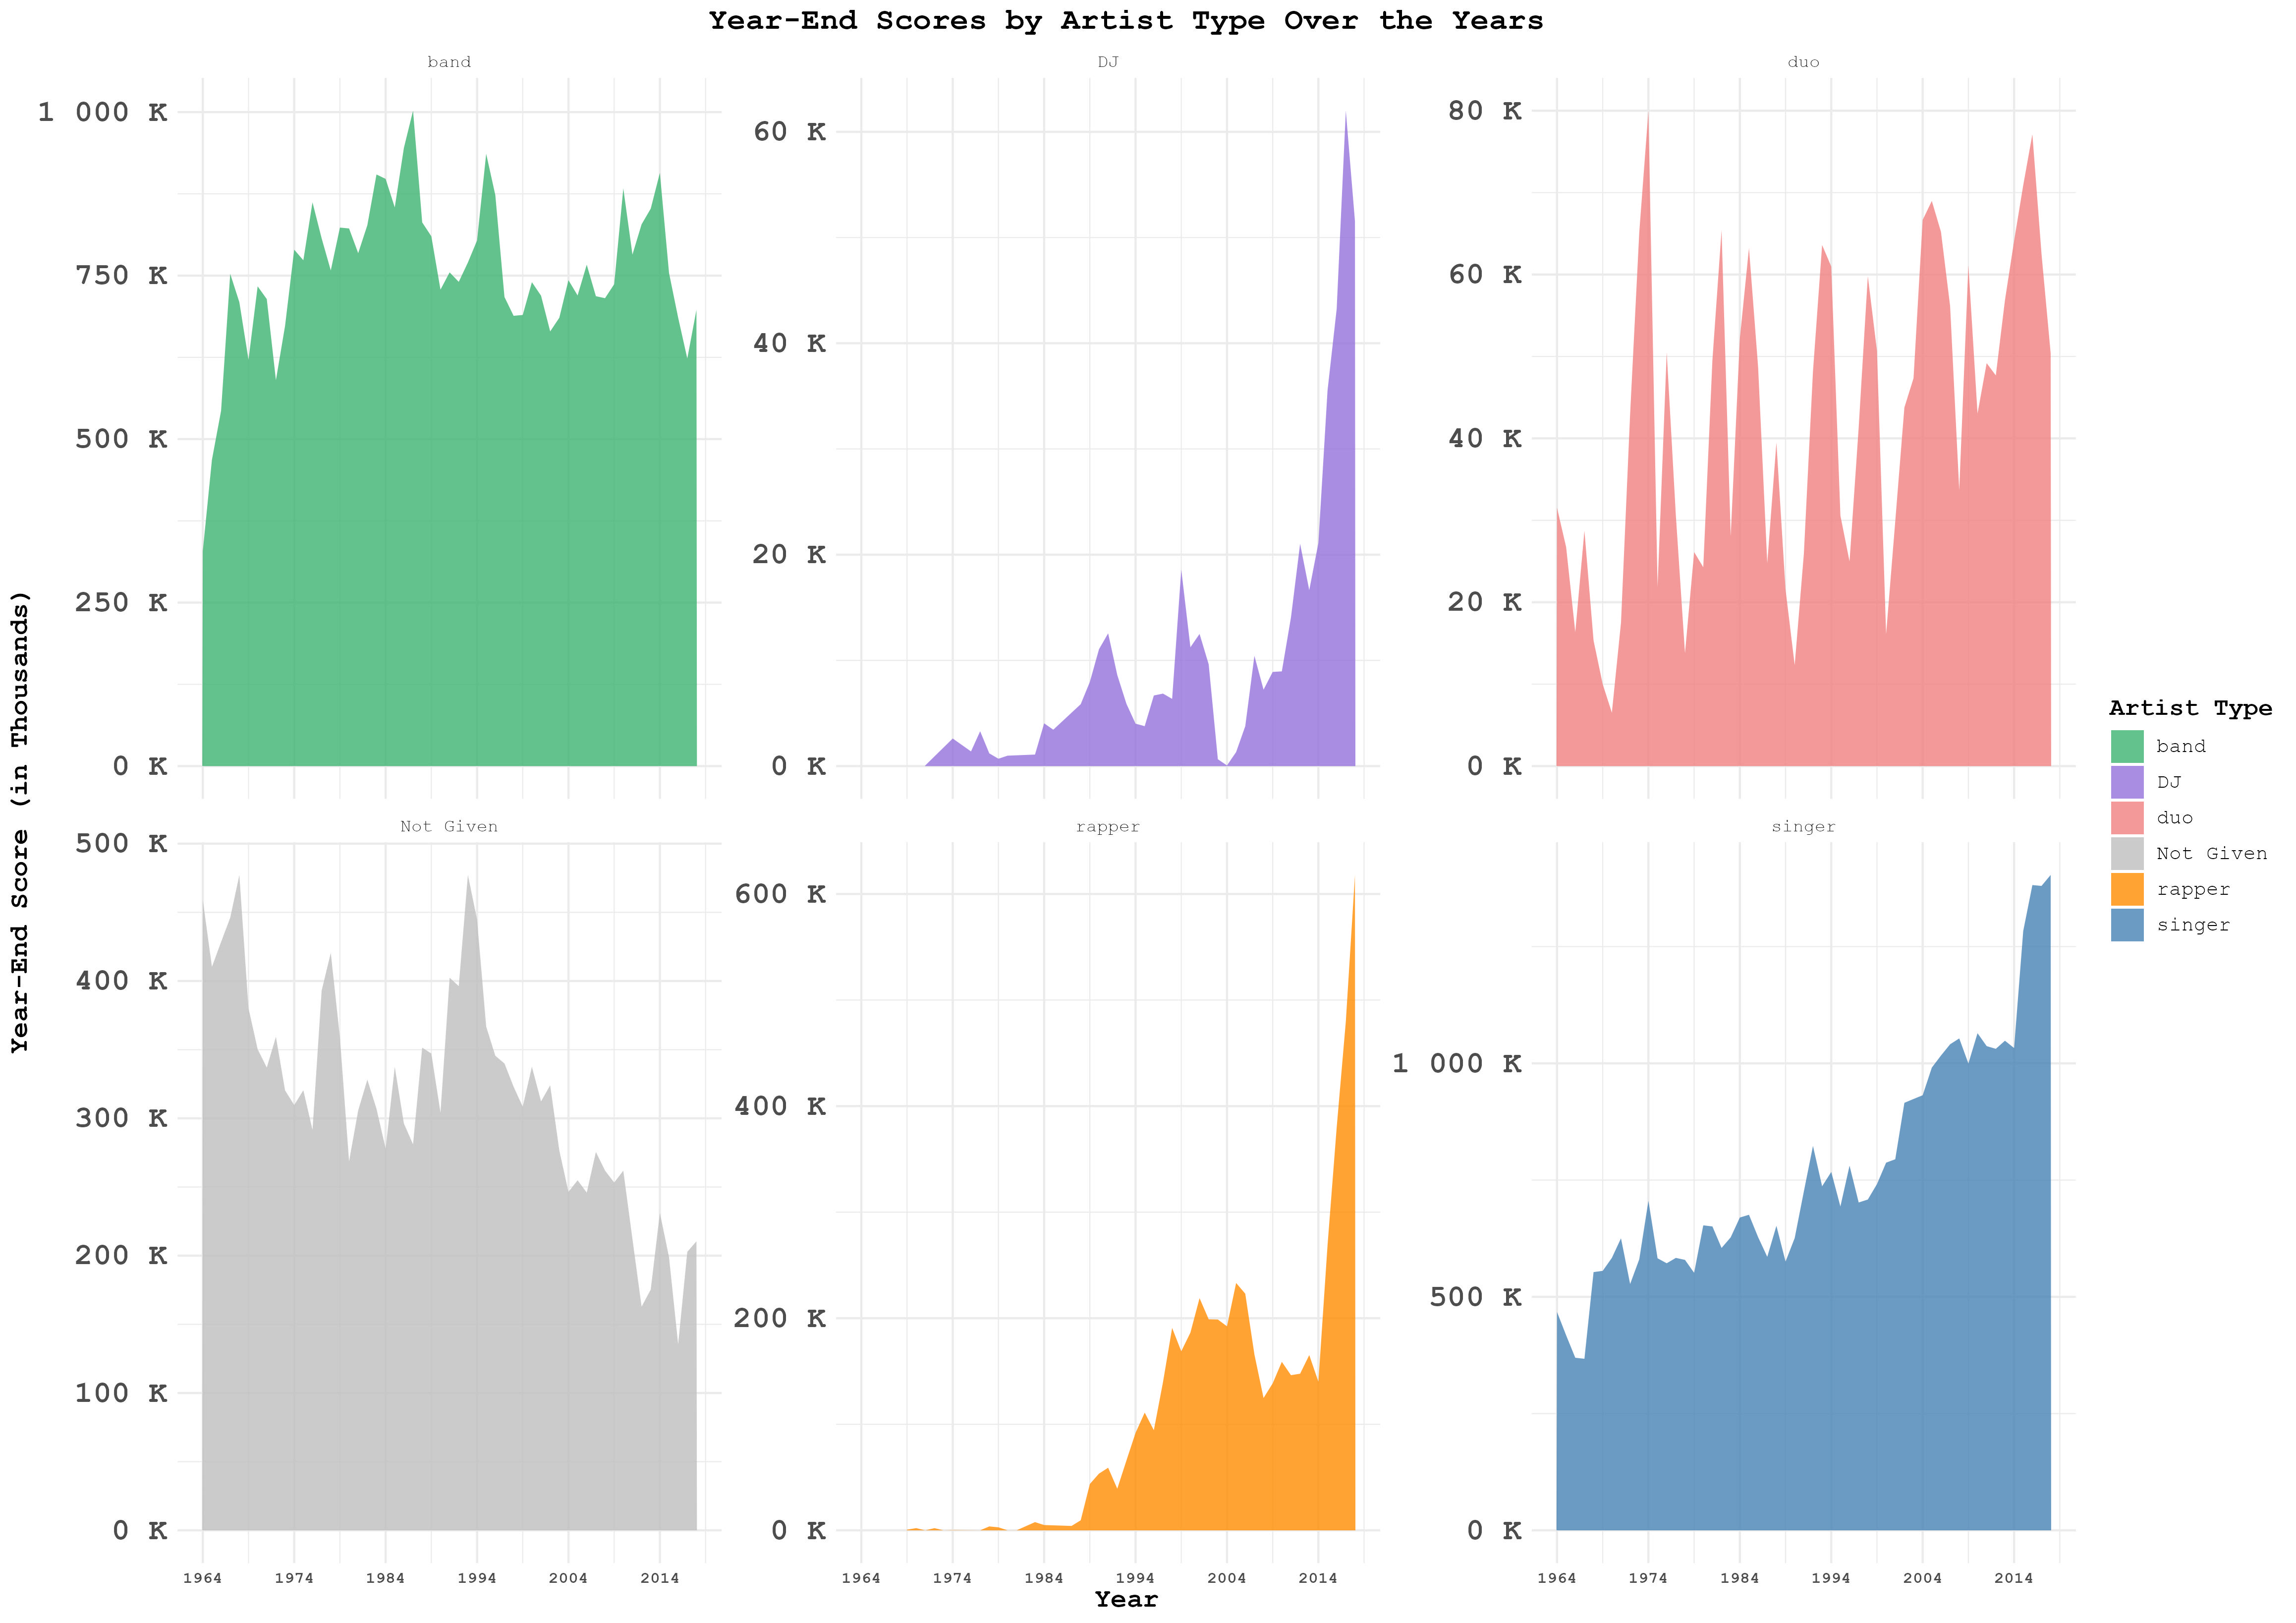 Year-End Scores by Artist Type Over the Years
band
DJ
duo
1 000 K
750 K
500 K
250 K
0 K
60 K
40 K
20 K
0 K
80 K
60 K
40 K
20 K
0 K
Not Given
rapper
singer
500 K
400 K
300 K
200 K
100 K
0 K
600 K
400 K
200 K
0 K
1 000 K
500 K
0 K
1964 1974 1984 1994 2004 2014
1964 1974 1984 1994 2004 2014
1964 1974 1984 1994 2004 2014
Year
Year-End Score (in Thousands)
Artist Type
band
DJ
duo
Not Given
rapper
singer